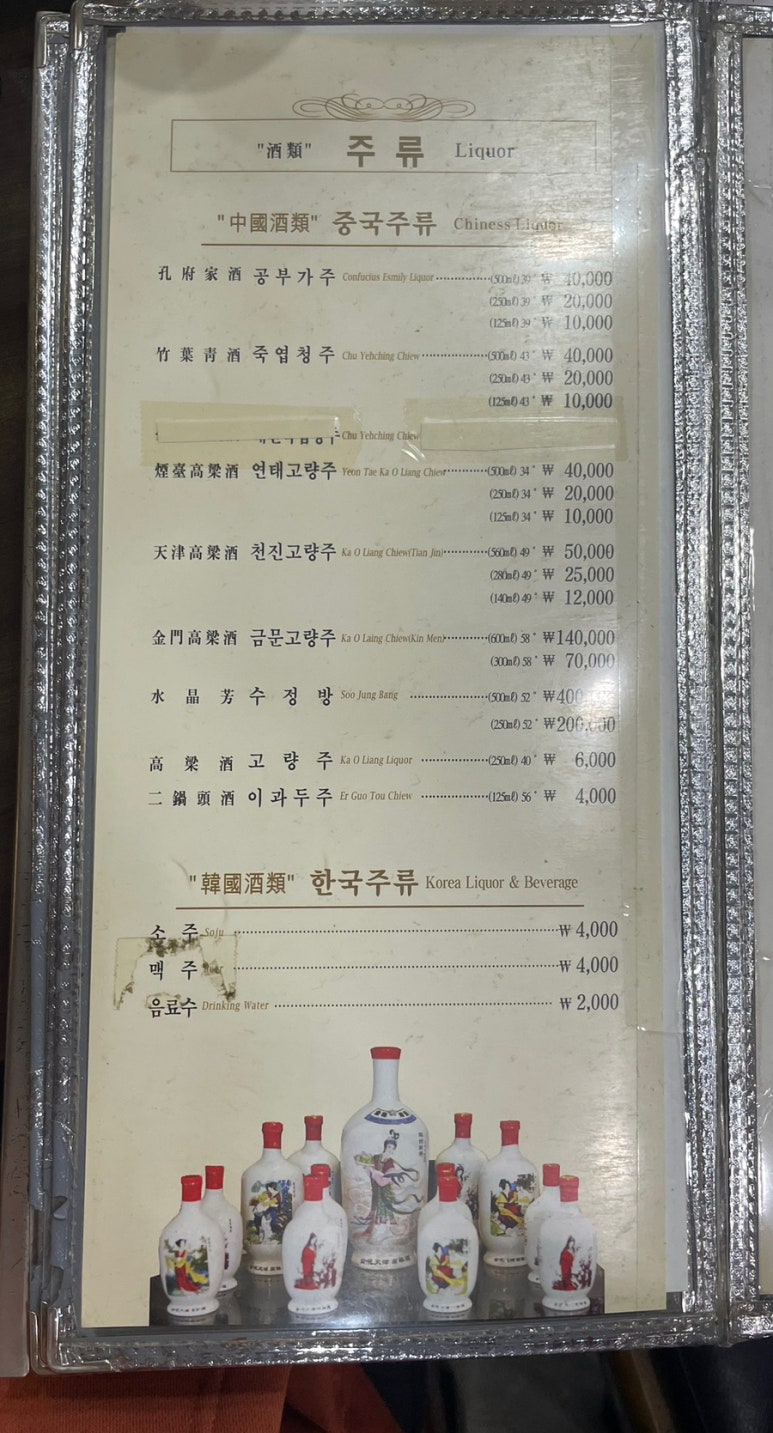 "酒類" 주 류 Liquor
"中國酒類" 중국주류 Chiness Liquor
孔府家酒 공부가주 Confucius Esmily Liquor (500㎖) 39° ₩ 40,000
(250㎖) 39° ₩ 20,000
(125㎖) 39° ₩ 10,000
竹葉靑酒 죽엽청주 Chu Yehching Chiew (500㎖) 43° ₩ 40,000
(250㎖) 43° ₩ 20,000
(125㎖) 43° ₩ 10,000
Chu Yehching Chiew
煙臺高粱酒 연태고량주 Yeon Tae Ka O Liang Chiew (500㎖) 34° ₩ 40,000
(250㎖) 34° ₩ 20,000
(125㎖) 34° ₩ 10,000
天津高粱酒 천진고량주 Ka O Liang Chiew(Tian Jin) (560㎖) 49° ₩ 50,000
(280㎖) 49° ₩ 25,000
(140㎖) 49° ₩ 12,000
金門高粱酒 금문고량주 Ka O Laing Chiew(Kin Men) (600㎖) 58° ₩140,000
(300㎖) 58° ₩ 70,000
水晶芳 수정방 Soo Jung Bang (500㎖) 52°
(250㎖) 52° ₩200,000
高粱酒 고량주 Ka O Liang Liquor (250㎖) 40° ₩ 6,000
二鍋頭酒 이과두주 Er Guo Tou Chiew (125㎖) 56° ₩ 4,000
"韓國酒類" 한국주류 Korea Liquor & Beverage
소 주 Soju ₩ 4,000
맥 주 ₩ 4,000
음료수 Drinking Water ₩ 2,000